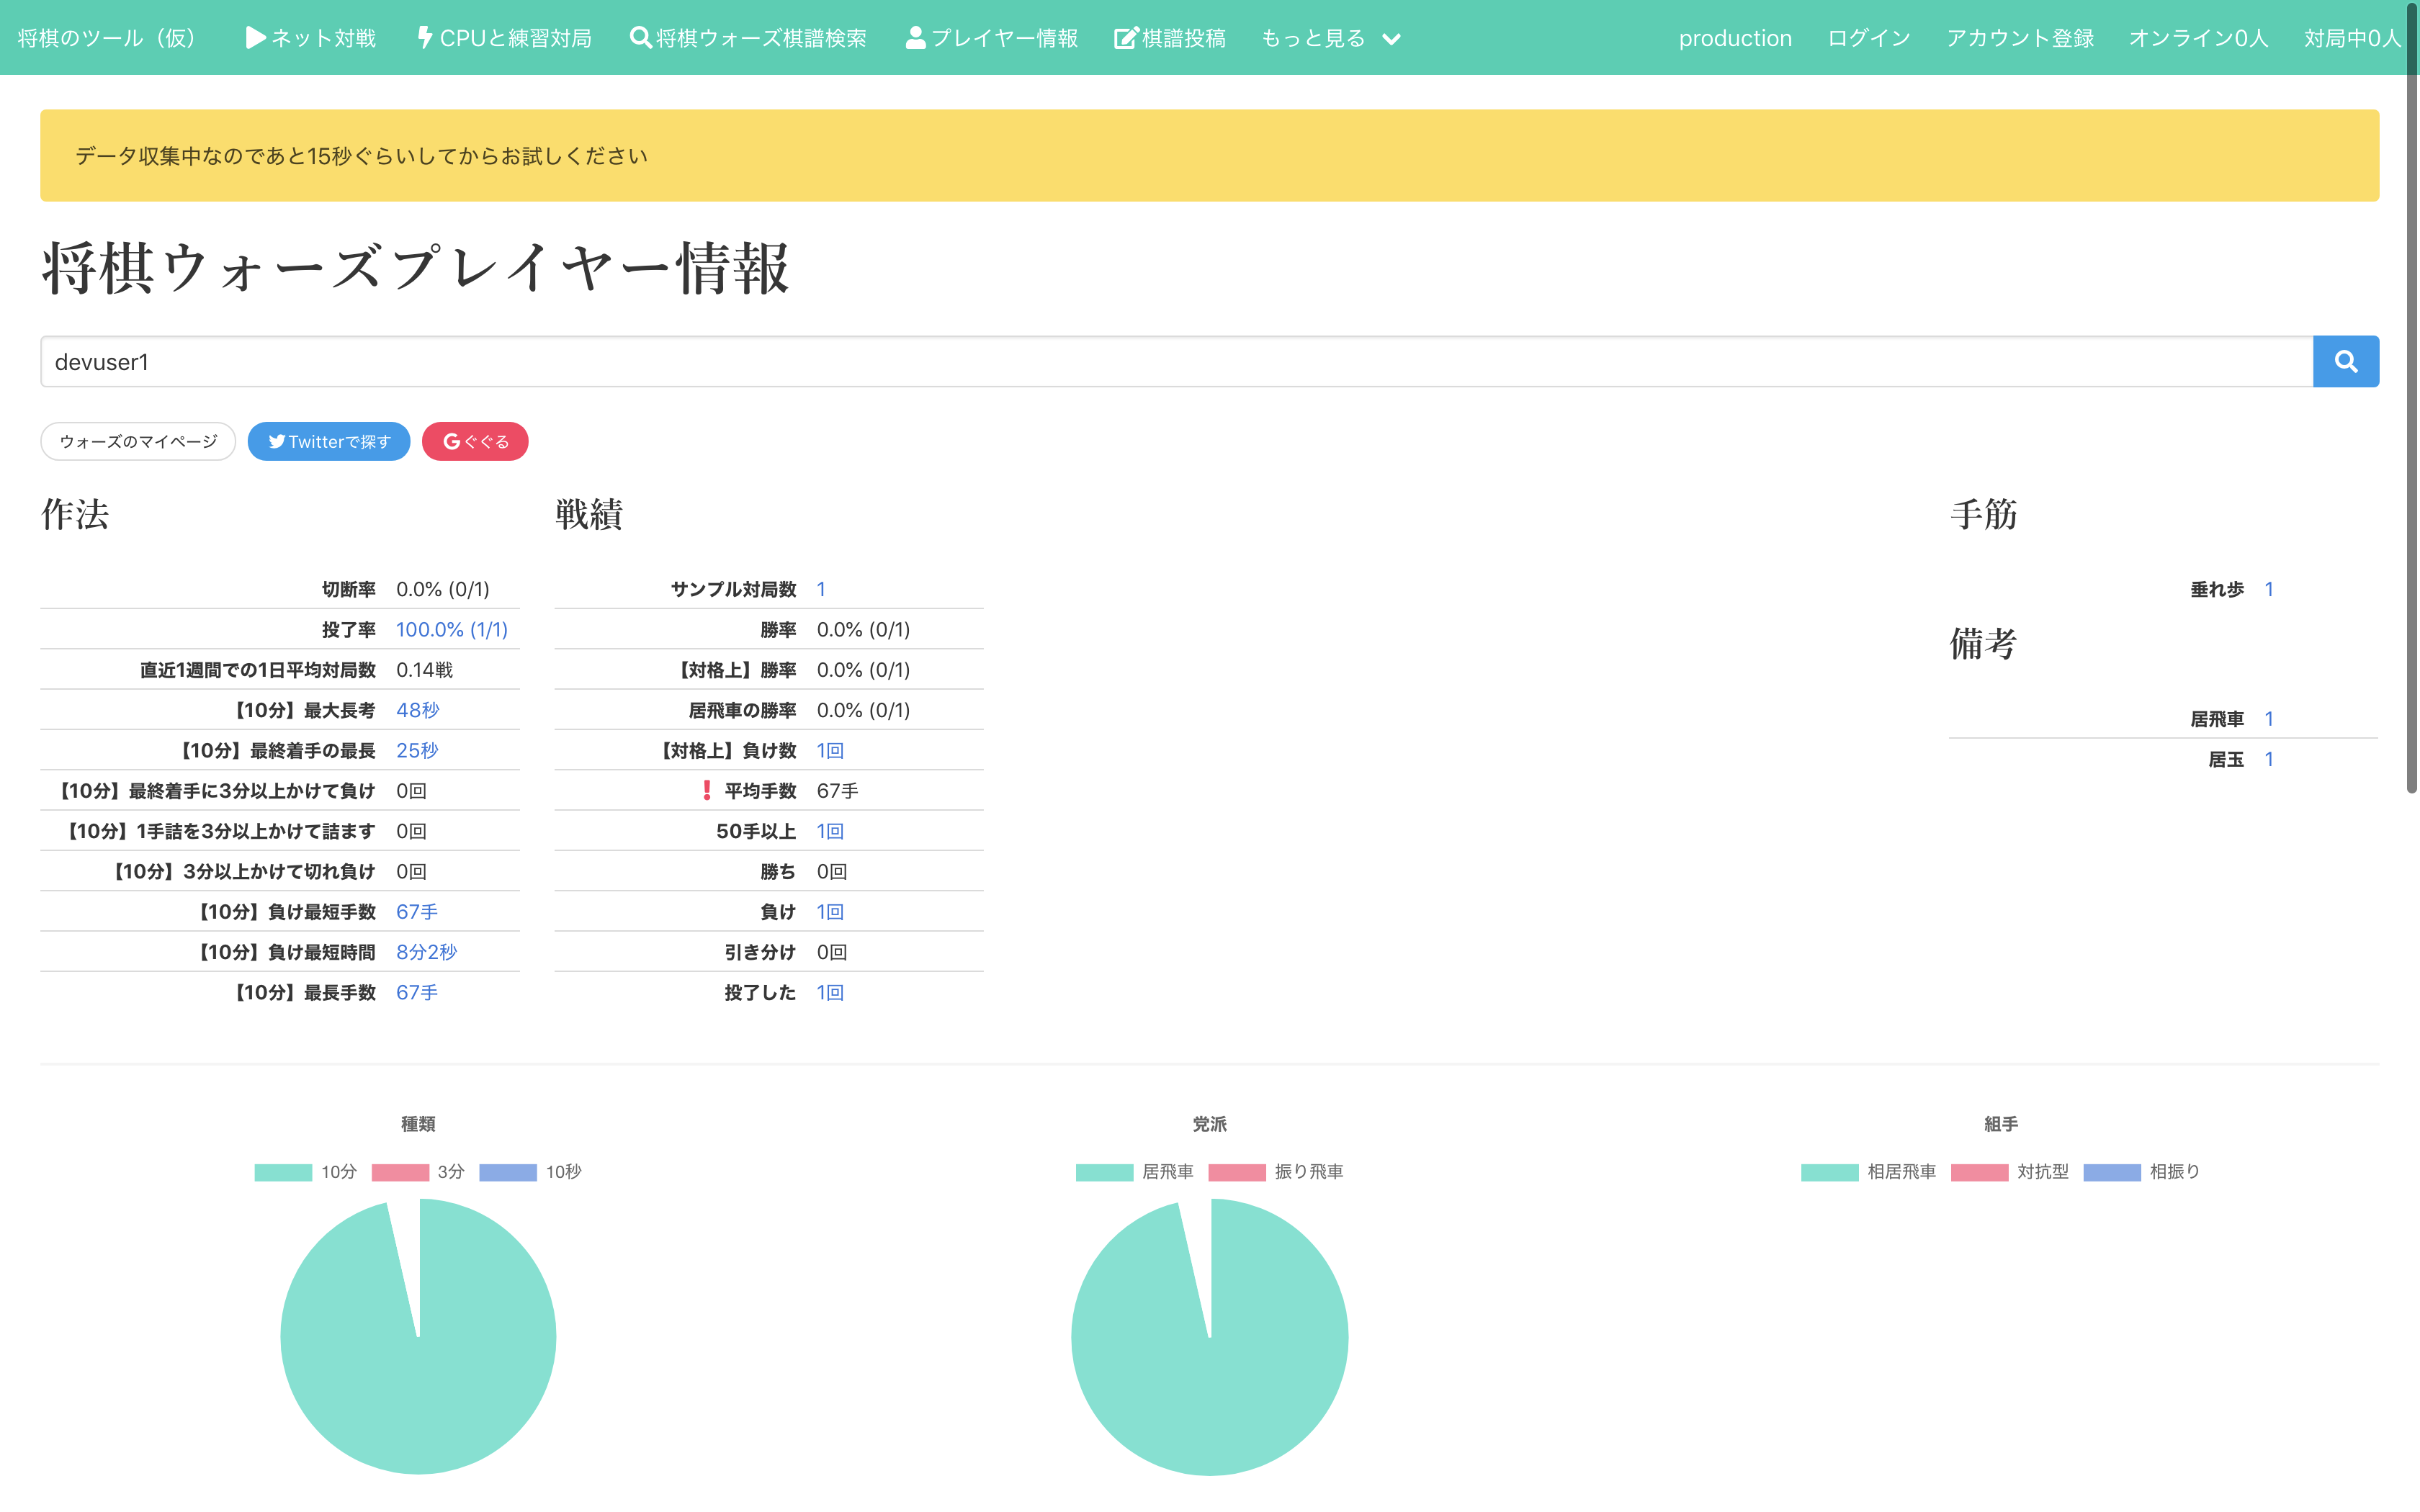 将棋のツール（仮） ネット対戦 CPUと練習対局 将棋ウォーズ棋譜検索 プレイヤー情報 棋譜投稿 もっと見る production ログイン アカウント登録 オンライン0人 対局中0人
データ収集中なのであと15秒ぐらいしてからお試しください
将棋ウォーズプレイヤー情報
devuser1
ウォーズのマイページ Twitterで探す ぐぐる
作法
切断率 0.0% (0/1)
投了率 100.0% (1/1)
直近1週間での1日平均対局数 0.14戦
【10分】最大長考 48秒
【10分】最終着手の最長 25秒
【10分】最終着手に3分以上かけて負け 0回
【10分】1手詰を3分以上かけて詰ます 0回
【10分】3分以上かけて切れ負け 0回
【10分】負け最短手数 67手
【10分】負け最短時間 8分2秒
【10分】最長手数 67手
戦績
サンプル対局数 1
勝率 0.0% (0/1)
【対格上】勝率 0.0% (0/1)
居飛車の勝率 0.0% (0/1)
【対格上】負け数 1回
❗ 平均手数 67手
50手以上 1回
勝ち 0回
負け 1回
引き分け 0回
投了した 1回
手筋
垂れ歩 1
備考
居飛車 1
居玉 1
種類
10分 3分 10秒
党派
居飛車 振り飛車
組手
相居飛車 対抗型 相振り